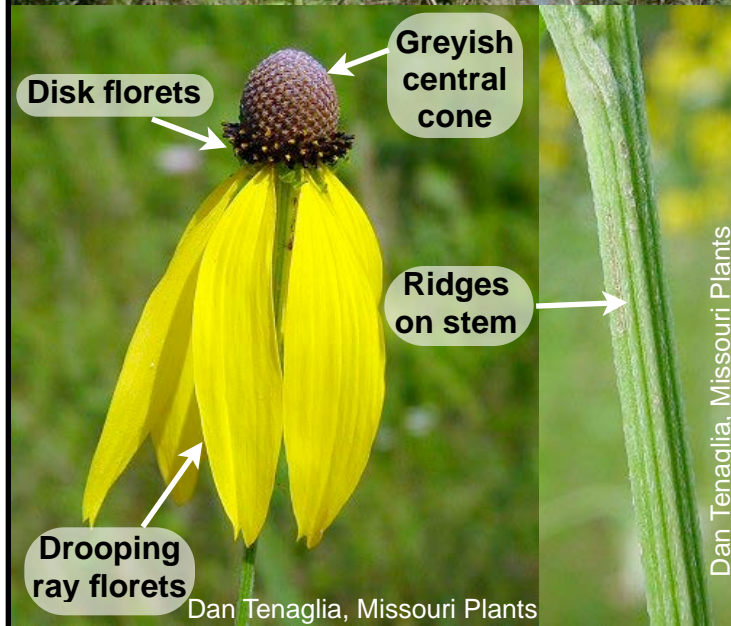 Greyish
central
cone
Disk florets
Ridges
on stem
Drooping
ray florets
Dan Tenaglia, Missouri Plants
Dan Tenaglia, Missouri Plants